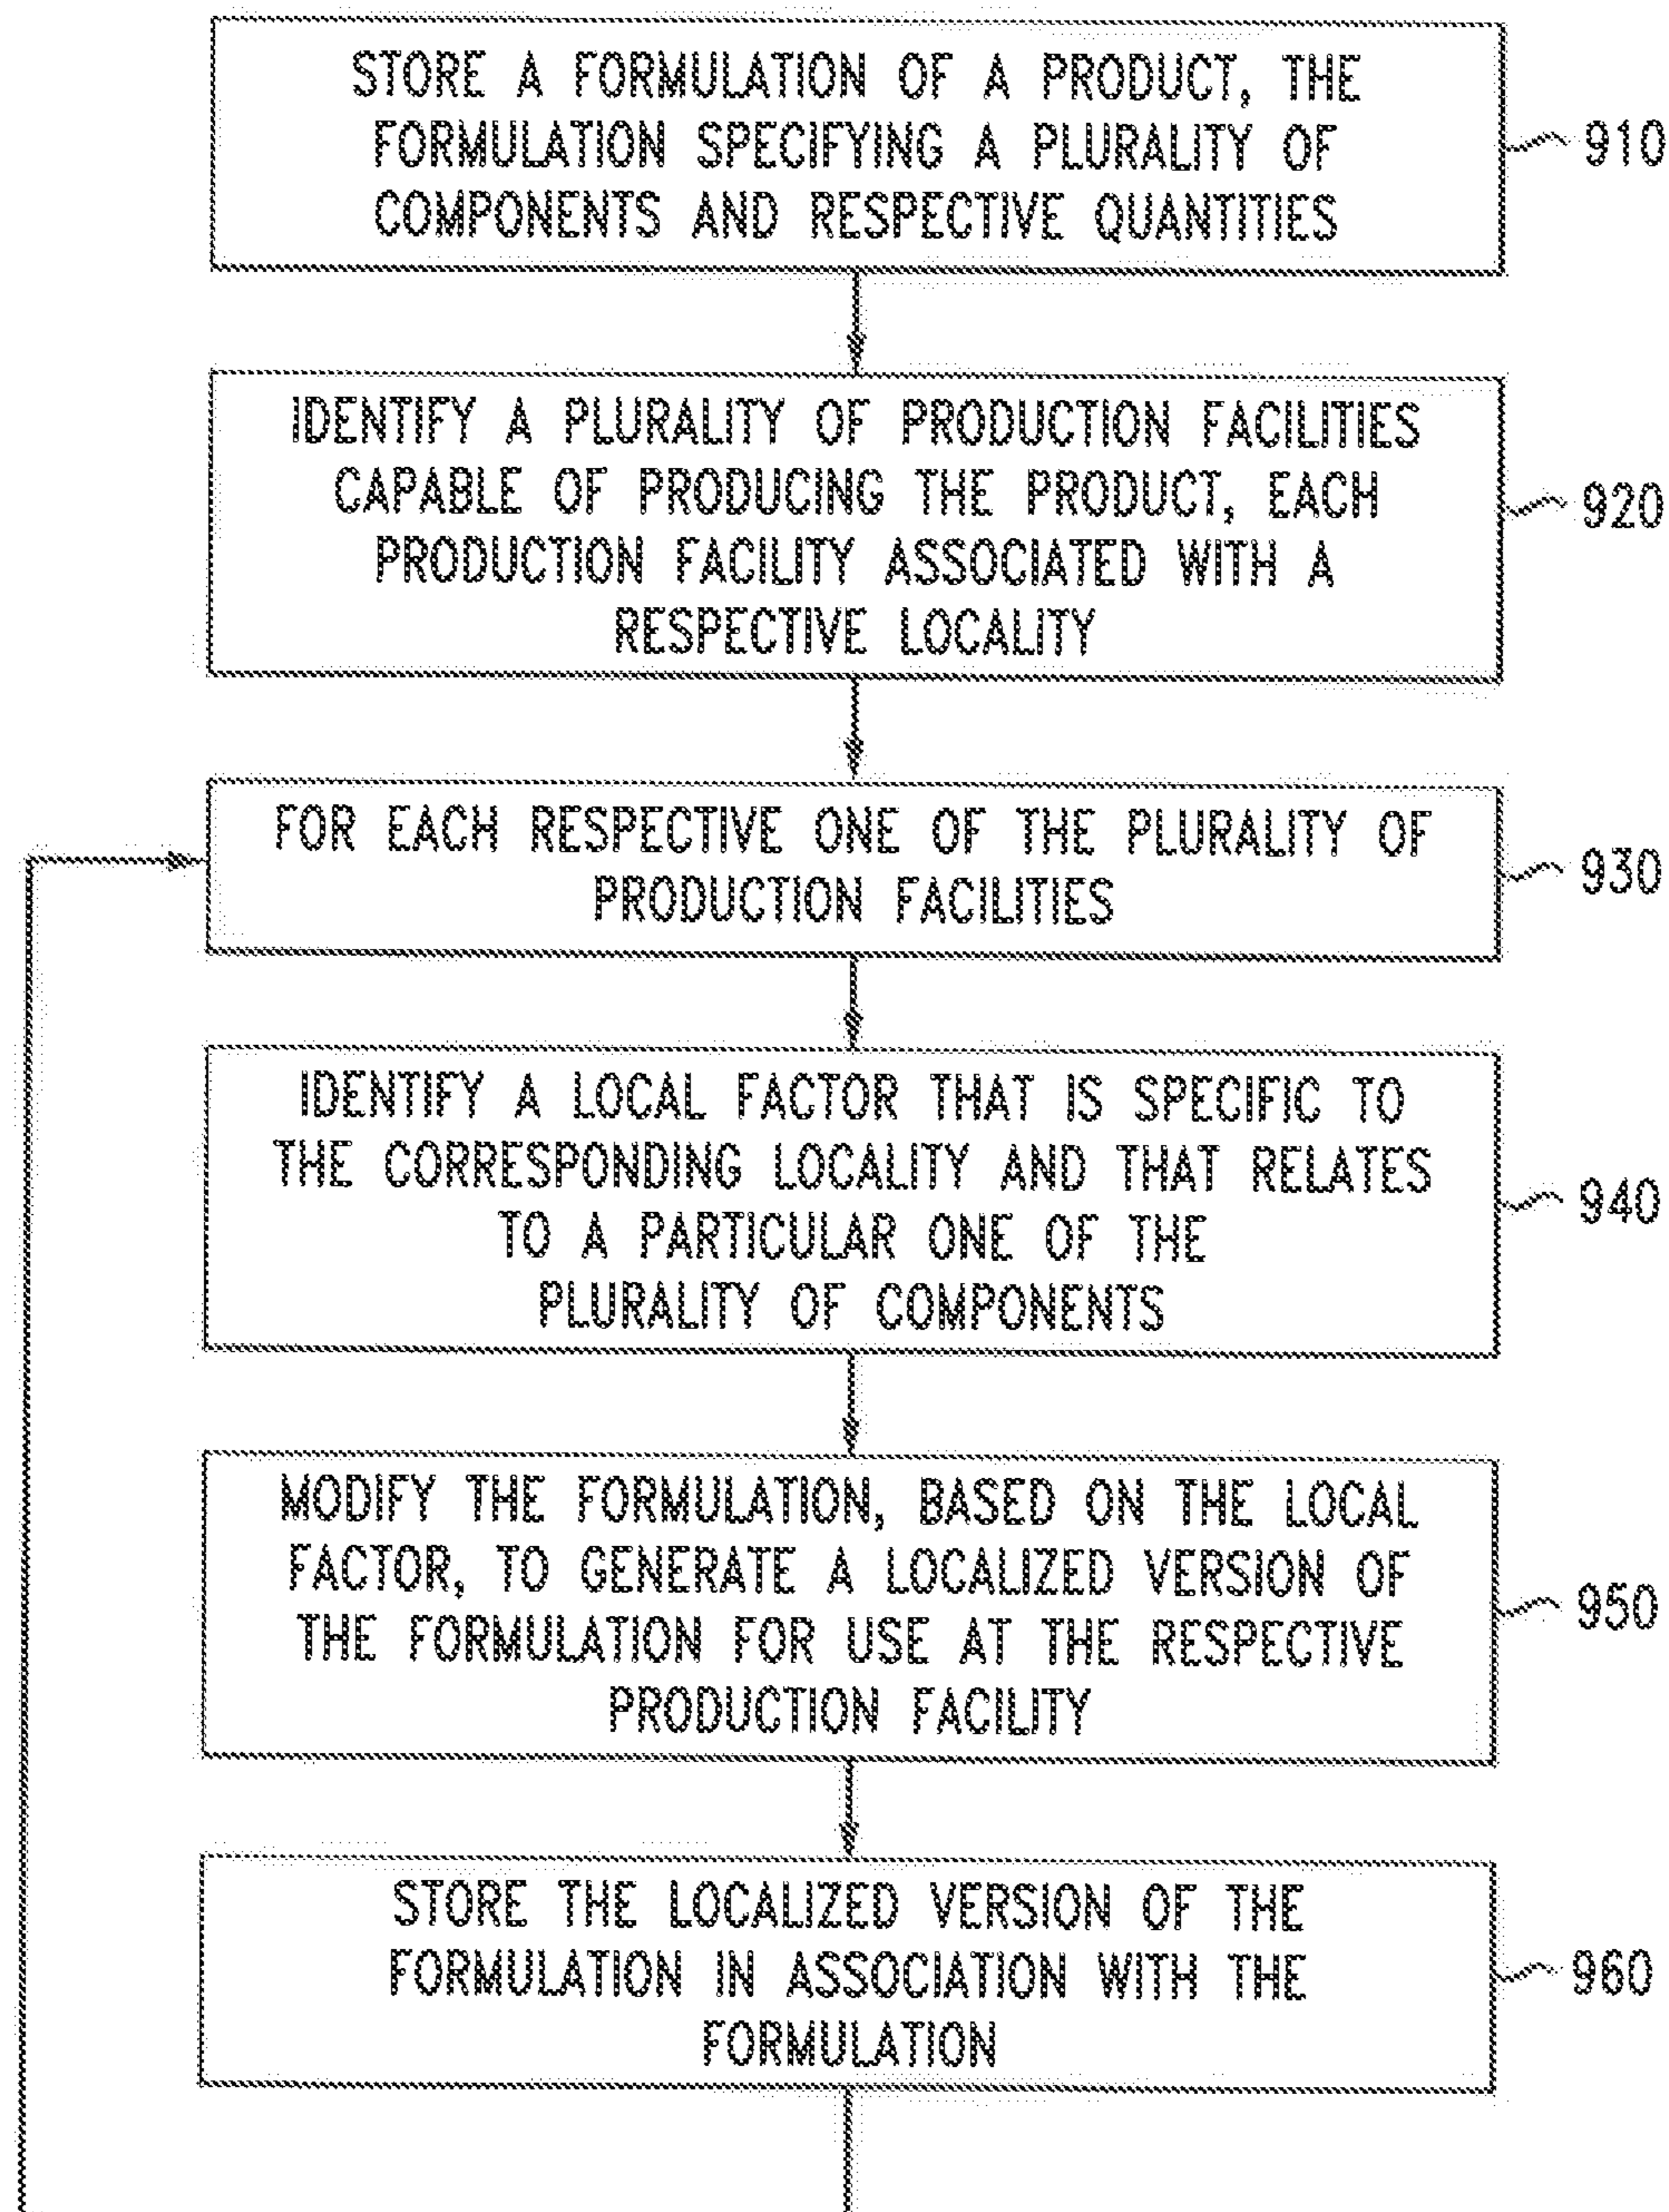 STORE A FORMULATION OF A PRODUCT, THE
FORMULATION SPECIFYING A PLURALITY OF
COMPONENTS AND RESPECTIVE QUANTITIES
910
IDENTIFY A PLURALITY OF PRODUCTION FACILITIES
CAPABLE OF PRODUCING THE PRODUCT, EACH
PRODUCTION FACILITY ASSOCIATED WITH A
RESPECTIVE LOCALITY
920
FOR EACH RESPECTIVE ONE OF THE PLURALITY OF
PRODUCTION FACILITIES
930
IDENTIFY A LOCAL FACTOR THAT IS SPECIFIC TO
THE CORRESPONDING LOCALITY AND THAT RELATES
TO A PARTICULAR ONE OF THE
PLURALITY OF COMPONENTS
940
MODIFY THE FORMULATION, BASED ON THE LOCAL
FACTOR, TO GENERATE A LOCALIZED VERSION OF
THE FORMULATION FOR USE AT THE RESPECTIVE
PRODUCTION FACILITY
950
STORE THE LOCALIZED VERSION OF THE
FORMULATION IN ASSOCIATION WITH THE
FORMULATION
960